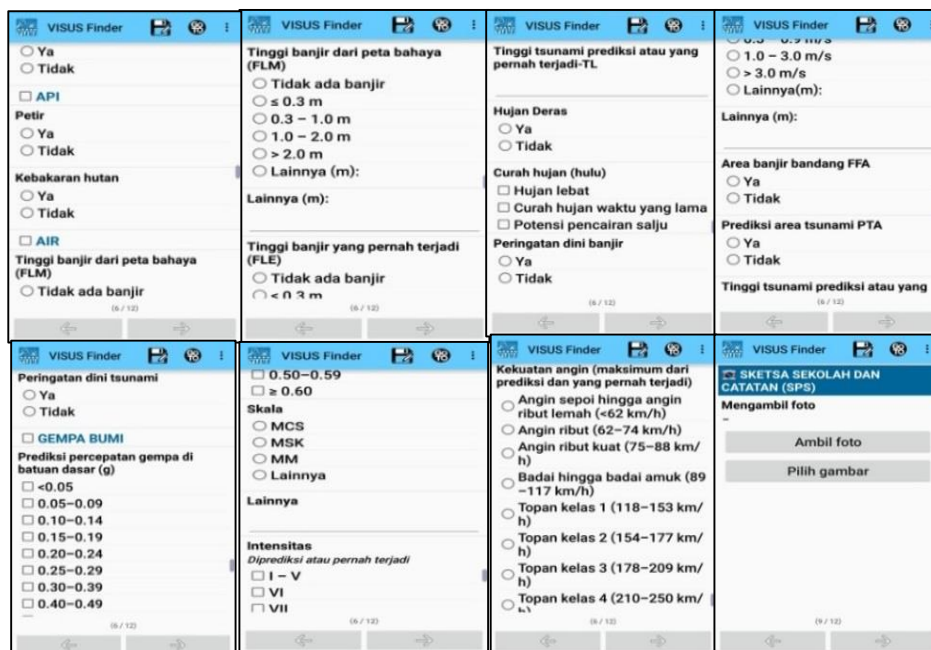 VISUS Finder
Ya
Tidak
API
Petir
Ya
Tidak
Kebakaran hutan
Ya
Tidak
AIR
Tinggi banjir dari peta bahaya
(FLM)
Tidak ada banjir
(6 / 12)
VISUS Finder
Tinggi banjir dari peta bahaya
(FLM)
Tidak ada banjir
≤ 0.3 m
0.3 – 1.0 m
1.0 – 2.0 m
> 2.0 m
Lainnya (m):
Lainnya (m):
Tinggi banjir yang pernah terjadi
(FLE)
Tidak ada banjir
≤ 0.3 m
(6 / 12)
VISUS Finder
Tinggi tsunami prediksi atau yang
pernah terjadi-TL
Hujan Deras
Ya
Tidak
Curah hujan (hulu)
Hujan lebat
Curah hujan waktu yang lama
Potensi pencairan salju
Peringatan dini banjir
Ya
Tidak
(6 / 12)
VISUS Finder
0.3 – 0.9 m/s
1.0 – 3.0 m/s
> 3.0 m/s
Lainnya(m):
Lainnya (m):
Area banjir bandang FFA
Ya
Tidak
Prediksi area tsunami PTA
Ya
Tidak
Tinggi tsunami prediksi atau yang
(6 / 12)
VISUS Finder
Peringatan dini tsunami
Ya
Tidak
GEMPA BUMI
Prediksi percepatan gempa di
batuan dasar (g)
<0.05
0.05–0.09
0.10–0.14
0.15–0.19
0.20–0.24
0.25–0.29
0.30–0.39
0.40–0.49
(6 / 12)
VISUS Finder
0.50-0.59
≥ 0.60
Skala
MCS
MSK
MM
Lainnya
Lainnya
Intensitas
Diprediksi atau pernah terjadi
I – V
VI
VII
(6 / 12)
VISUS Finder
Kekuatan angin (maksimum dari
prediksi dan yang pernah terjadi)
Angin sepoi hingga angin
ribut lemah (<62 km/h)
Angin ribut (62–74 km/h)
Angin ribut kuat (75–88 km/
h)
Badai hingga badai amuk (89
–117 km/h)
Topan kelas 1 (118–153 km/
h)
Topan kelas 2 (154–177 km/
h)
Topan kelas 3 (178–209 km/
h)
Topan kelas 4 (210–250 km/
h)
(6 / 12)
VISUS Finder
SKETSA SEKOLAH DAN
CATATAN (SPS)
Mengambil foto
–
Ambil foto
Pilih gambar
(9 / 12)